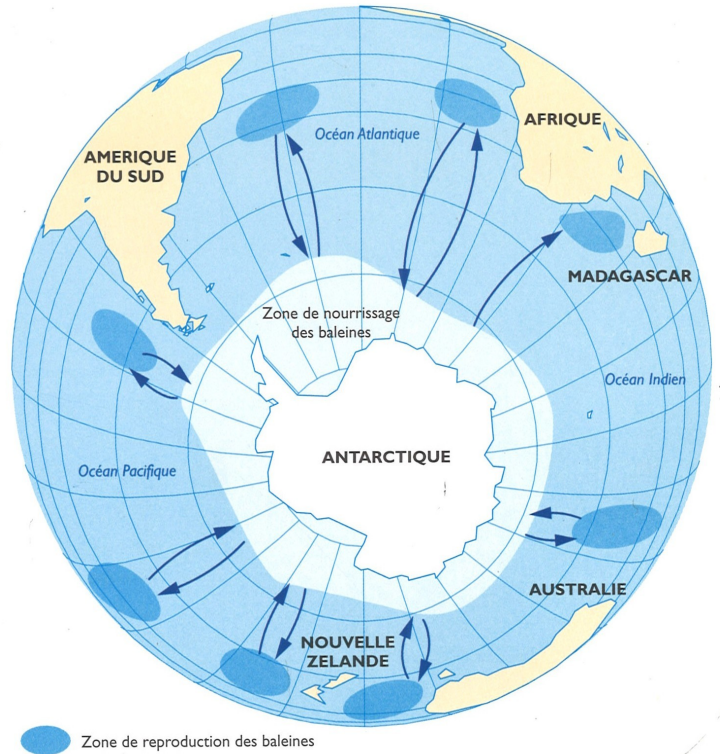 Océan Atlantique
AFRIQUE
AMERIQUE
DU SUD
MADAGASCAR
Zone de nourrissage
des baleines
Océan Indien
ANTARCTIQUE
Océan Pacifique
AUSTRALIE
NOUVELLE
ZELANDE
Zone de reproduction des baleines